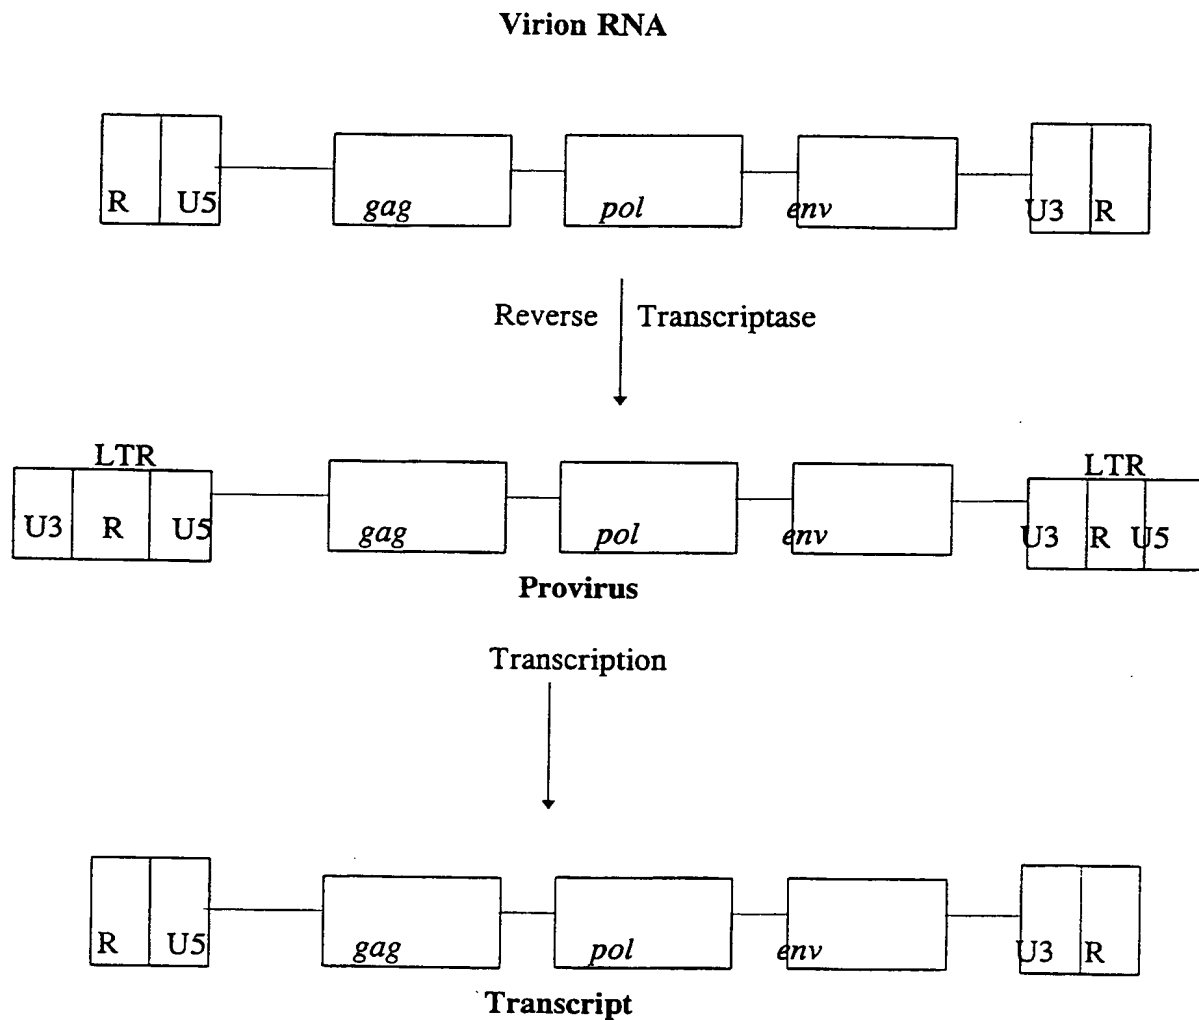 Virion RNA
R U5 gag pol env U3 R
Reverse Transcriptase
LTR LTR
U3 R U5 gag pol env U3 R U5
Provirus
Transcription
R U5 gag pol env U3 R
Transcript